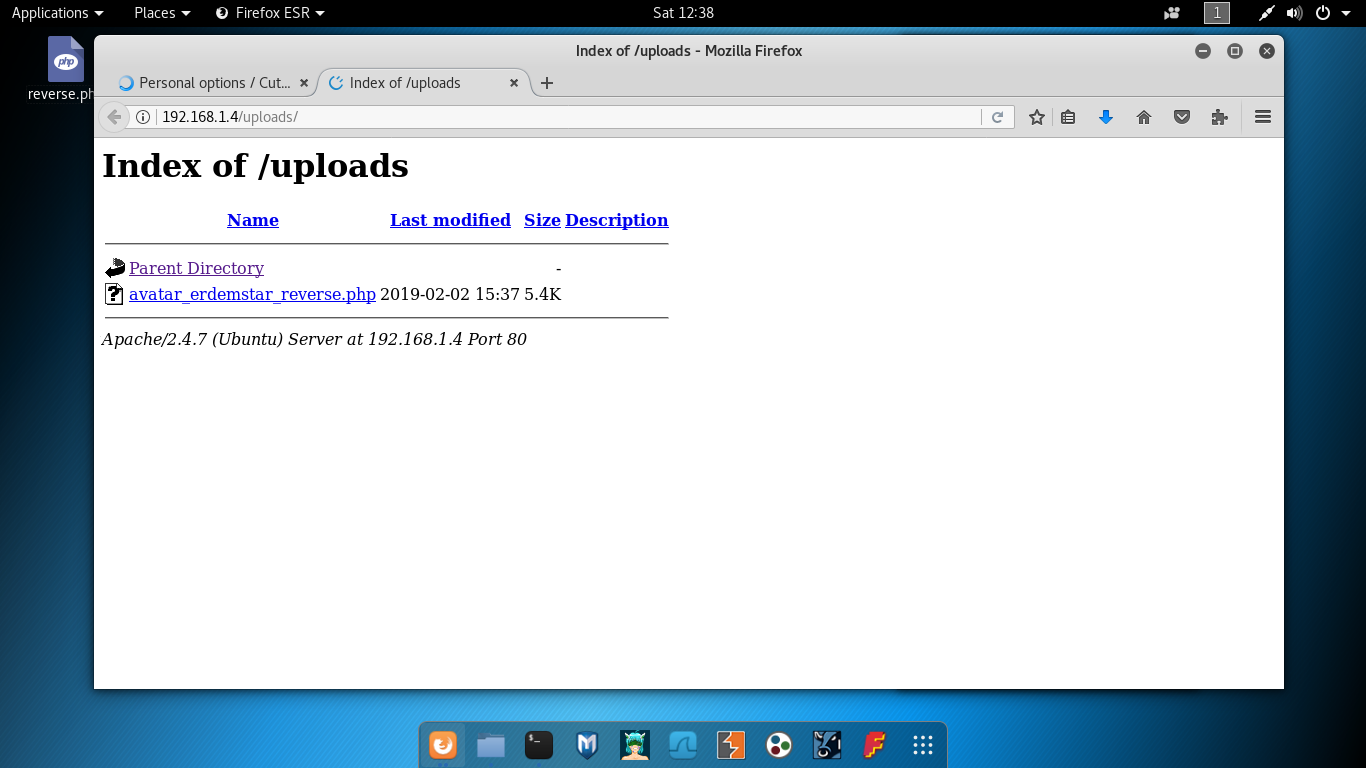 Applications Places Firefox ESR Sat 12:38 1
php
reverse.ph
Index of /uploads - Mozilla Firefox
Personal options / Cut... Index of /uploads
192.168.1.4/uploads/
Index of /uploads
Name Last modified Size Description
Parent Directory -
avatar_erdemstar_reverse.php 2019-02-02 15:37 5.4K
Apache/2.4.7 (Ubuntu) Server at 192.168.1.4 Port 80
$_